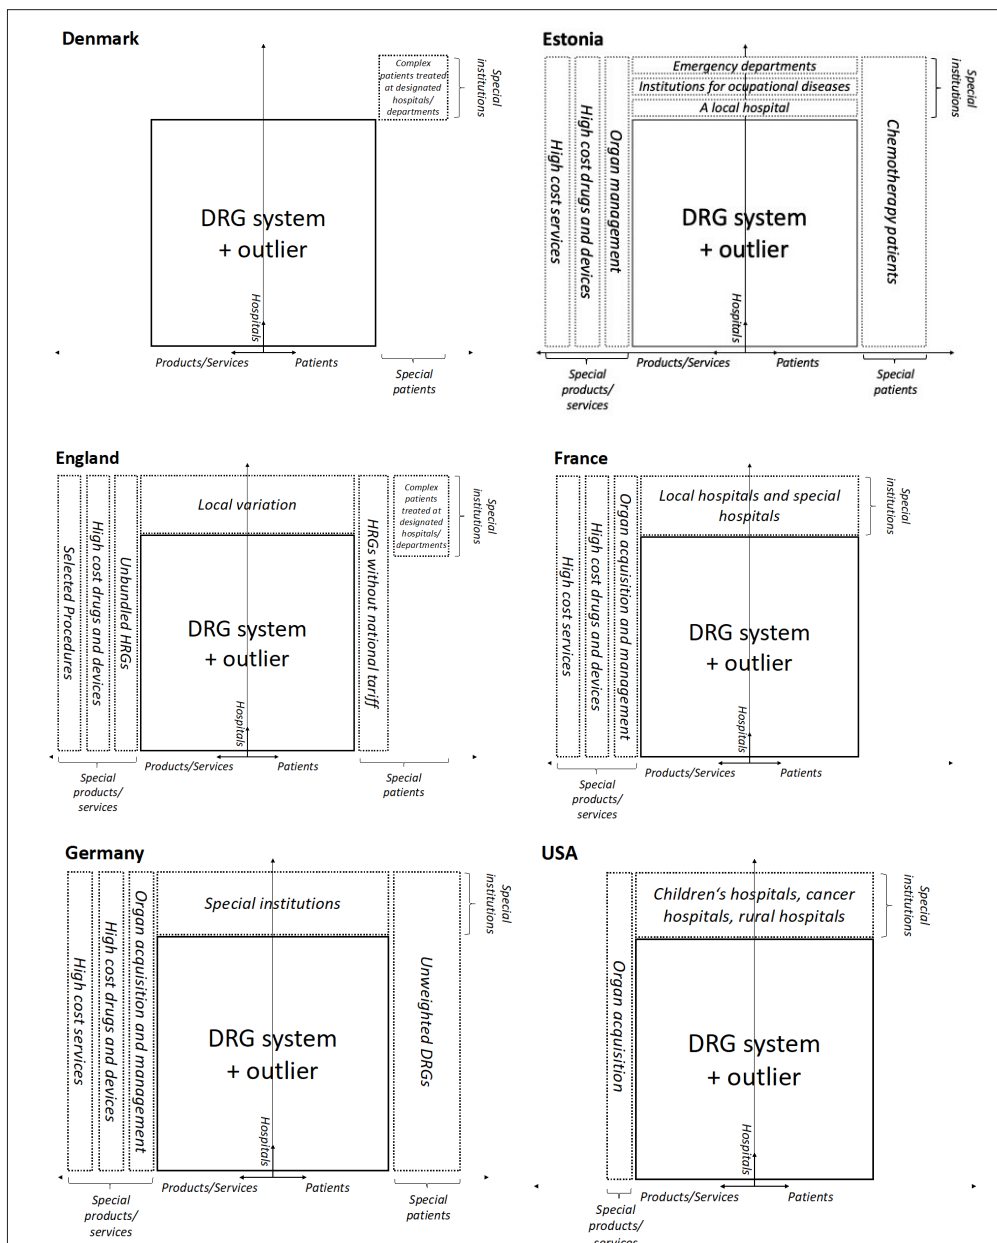 Denmark
Complex
patients treated
at designated
hospitals/
departments
Special
institutions
DRG system
+ outlier
Hospitals
Products/Services
Patients
Special
patients
Estonia
Emergency departments
Institutions for ocupational diseases
A local hospital
Special
institutions
High cost services
High cost drugs and devices
Organ management
DRG system
+ outlier
Chemotherapy patients
Hospitals
Products/Services
Patients
Special
products/
services
Special
patients
England
Selected Procedures
High cost drugs and devices
Unbundled HRGs
Local variation
HRGs without national tariff
Complex
patients
treated at
designated
hospitals/
departments
Special
institutions
DRG system
+ outlier
Hospitals
Products/Services
Patients
Special
products/
services
Special
patients
France
High cost services
High cost drugs and devices
Organ acquisition and management
Local hospitals and special
hospitals
Special
institutions
DRG system
+ outlier
Hospitals
Products/Services
Patients
Special
products/
services
Germany
High cost services
High cost drugs and devices
Organ acquisition and management
Special institutions
Unweighted DRGs
Special
institutions
DRG system
+ outlier
Hospitals
Products/Services
Patients
Special
products/
services
Special
patients
USA
Organ acquisition
Children's hospitals, cancer
hospitals, rural hospitals
Special
institutions
DRG system
+ outlier
Hospitals
Products/Services
Patients
Special
products/
services